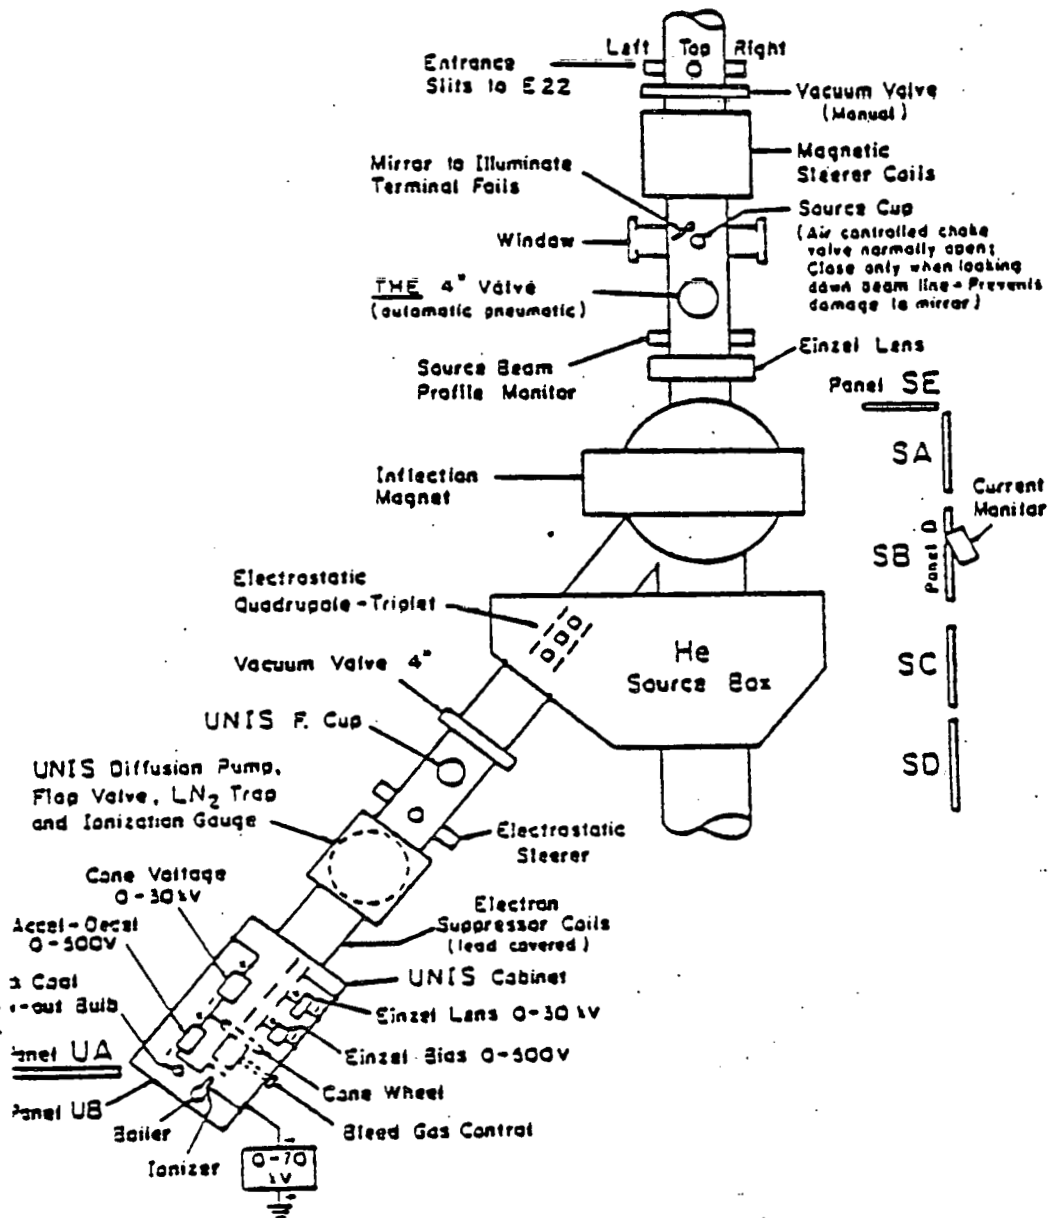 Left Top Right
Entrance
Slits to E22
Vacuum Valve
(Manual)
Magnetic
Steerer Coils
Mirror to Illuminate
Terminal Foils
Source Cup
(Air controlled choke
valve normally open;
Close only when looking
down beam line - Prevents
damage to mirror)
Window
THE 4" Valve
(automatic pneumatic)
Einzel Lens
Source Beam
Profile Monitor
Panel SE
SA
Inflection
Magnet
Current
Monitor
SB
Panel D
Electrostatic
Quadrupole-Triplet
He
Source Box
SC
Vacuum Valve 4"
UNIS F. Cup
SD
UNIS Diffusion Pump,
Flap Valve, LN2 Trap
and Ionization Gauge
Electrostatic
Steerer
Cone Voltage
0-30 kV
Electron
Suppressor Coils
(lead covered)
Accel-Decel
0-500V
UNIS Cabinet
Cool
-out Bulb
Einzel Lens 0-30 kV
Einzel Bias 0-500V
anel UA
Cone Wheel
Panel UB
Boiler
Bleed Gas Control
Ionizer
0-70
kV